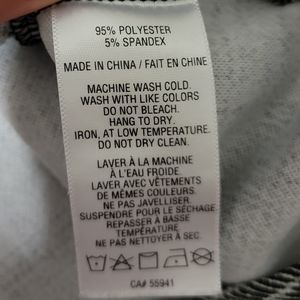 95% POLYESTER
5% SPANDEX
MADE IN CHINA / FAIT EN CHINE
MACHINE WASH COLD.
WASH WITH LIKE COLORS
DO NOT BLEACH.
HANG TO DRY.
IRON, AT LOW TEMPERATURE.
DO NOT DRY CLEAN.
LAVER À LA MACHINE
À L'EAU FROIDE.
LAVER AVEC VÊTEMENTS
DE MÊMES COULEURS.
NE PAS JAVELLISER.
SUSPENDRE POUR LE SÉCHAGE.
REPASSER À BASSE
TEMPÉRATURE.
NE PAS NETTOYER À SEC.
CA# 55941